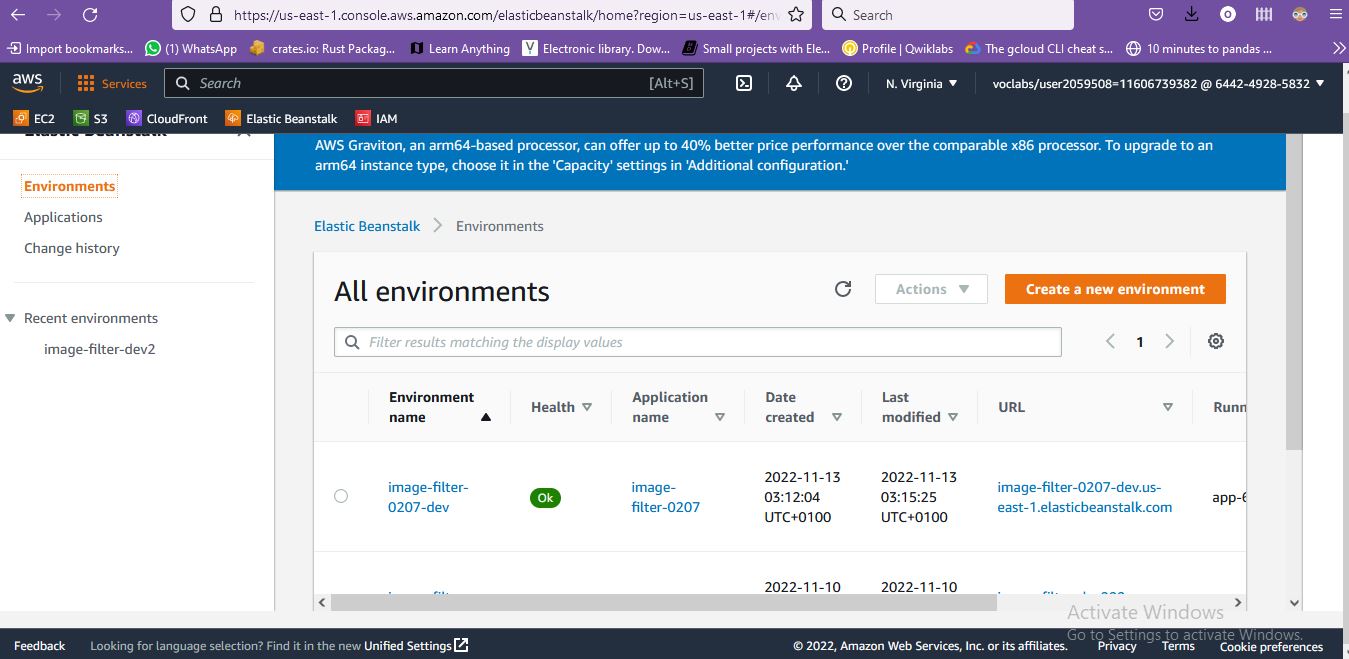 https://us-east-1.console.aws.amazon.com/elasticbeanstalk/home?region=us-east-1#/env
Search
Import bookmarks...
(1) WhatsApp
crates.io: Rust Packag...
Learn Anything
Electronic library. Dow...
Small projects with Ele...
Profile | Qwiklabs
The gcloud CLI cheat s...
10 minutes to pandas ...
aws
Services
Search
[Alt+S]
N. Virginia
voclabs/user2059508=11606739382 @ 6442-4928-5832
EC2
S3
CloudFront
Elastic Beanstalk
IAM
Elastic Beanstalk
AWS Graviton, an arm64-based processor, can offer up to 40% better price performance over the comparable x86 processor. To upgrade to an
arm64 instance type, choose it in the 'Capacity' settings in 'Additional configuration.'
Environments
Applications
Change history
Recent environments
image-filter-dev2
Elastic Beanstalk
Environments
All environments
Actions
Create a new environment
Filter results matching the display values
1
Environment
name
Health
Application
name
Date
created
Last
modified
URL
Runn
image-filter-
0207-dev
Ok
image-
filter-0207
2022-11-13
03:12:04
UTC+0100
2022-11-13
03:15:25
UTC+0100
image-filter-0207-dev.us-
east-1.elasticbeanstalk.com
app-6
2022-11-10
2022-11-10
Activate Windows
Go to Settings to activate Windows.
Feedback
Looking for language selection? Find it in the new Unified Settings
© 2022, Amazon Web Services, Inc. or its affiliates.
Privacy
Terms
Cookie preferences